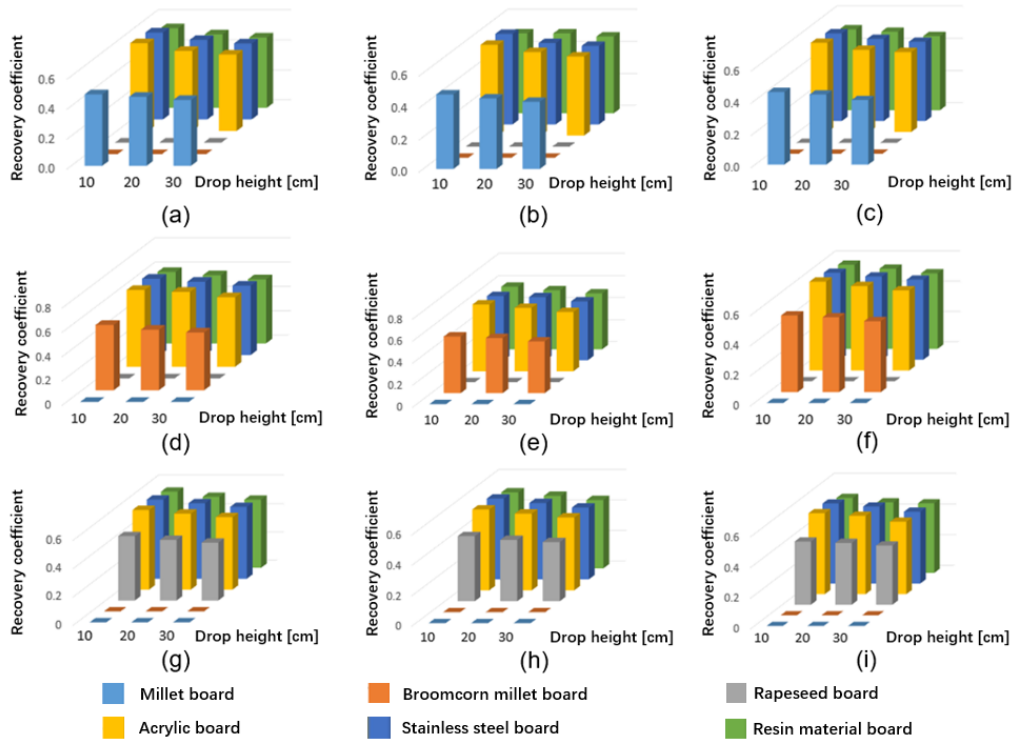 Recovery coefficient
0.6
0.4
0.2
0.0
10 20 30 Drop height [cm]
(a)
Recovery coefficient
0.6
0.4
0.2
0.0
10 20 30 Drop height [cm]
(b)
Recovery coefficient
0.6
0.4
0.2
0.0
10 20 30 Drop height [cm]
(c)
Recovery coefficient
0.8
0.6
0.4
0.2
0
10 20 30 Drop height [cm]
(d)
Recovery coefficient
0.8
0.6
0.4
0.2
0
10 20 30 Drop height [cm]
(e)
Recovery coefficient
0.6
0.4
0.2
0
10 20 30 Drop height [cm]
(f)
Recovery coefficient
0.6
0.4
0.2
0
10 20 30 Drop height [cm]
(g)
Recovery coefficient
0.6
0.4
0.2
0
10 20 30 Drop height [cm]
(h)
Recovery coefficient
0.6
0.4
0.2
0
10 20 30 Drop height [cm]
(i)
Millet board Broomcorn millet board Rapeseed board
Acrylic board Stainless steel board Resin material board